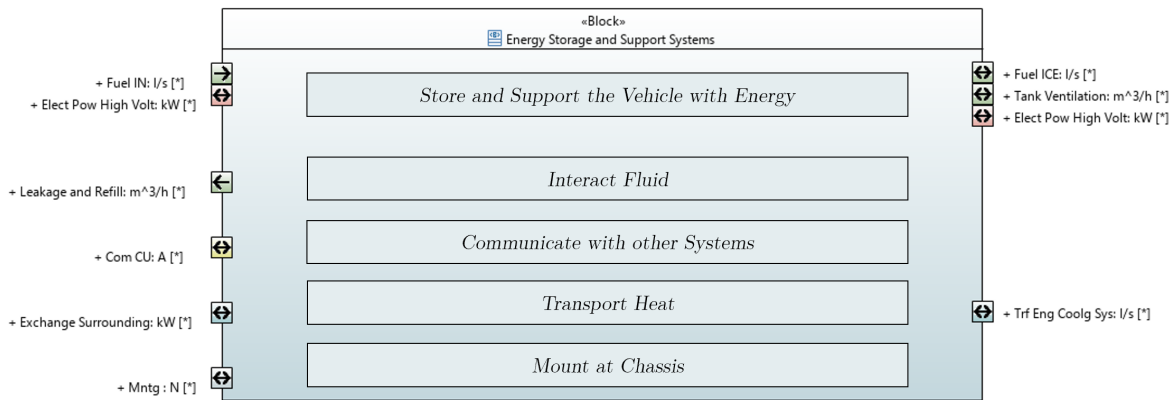 «Block»
Energy Storage and Support Systems
+ Fuel IN: l/s [*]
+ Elect Pow High Volt: kW [*]
Store and Support the Vehicle with Energy
+ Fuel ICE: l/s [*]
+ Tank Ventilation: m^3/h [*]
+ Elect Pow High Volt: kW [*]
+ Leakage and Refill: m^3/h [*]
Interact Fluid
+ Com CU: A [*]
Communicate with other Systems
+ Exchange Surrounding: kW [*]
Transport Heat
+ Trf Eng Coolg Sys: l/s [*]
+ Mntg : N [*]
Mount at Chassis